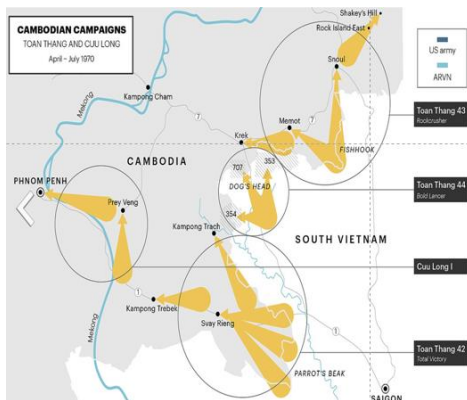 CAMBODIAN CAMPAIGNS
TOAN THANG AND CUU LONG
April – July 1970
Shakey's Hill
Rock Island East
US army
ARVN
Snoul
Mekong
Kampong Cham
7
Memot
7
Krek
FISHHOOK
Toan Thang 43
Rockcrusher
CAMBODIA
707
353
DOG'S HEAD
354
Toan Thang 44
Bold Lancer
PHNOM PENH
Prey Veng
Kampong Trach
SOUTH VIETNAM
Cuu Long I
1
Kampong Trebek
Svay Rieng
1
Mekong
Toan Thang 42
Total Victory
PARROT'S BEAK
SAIGON